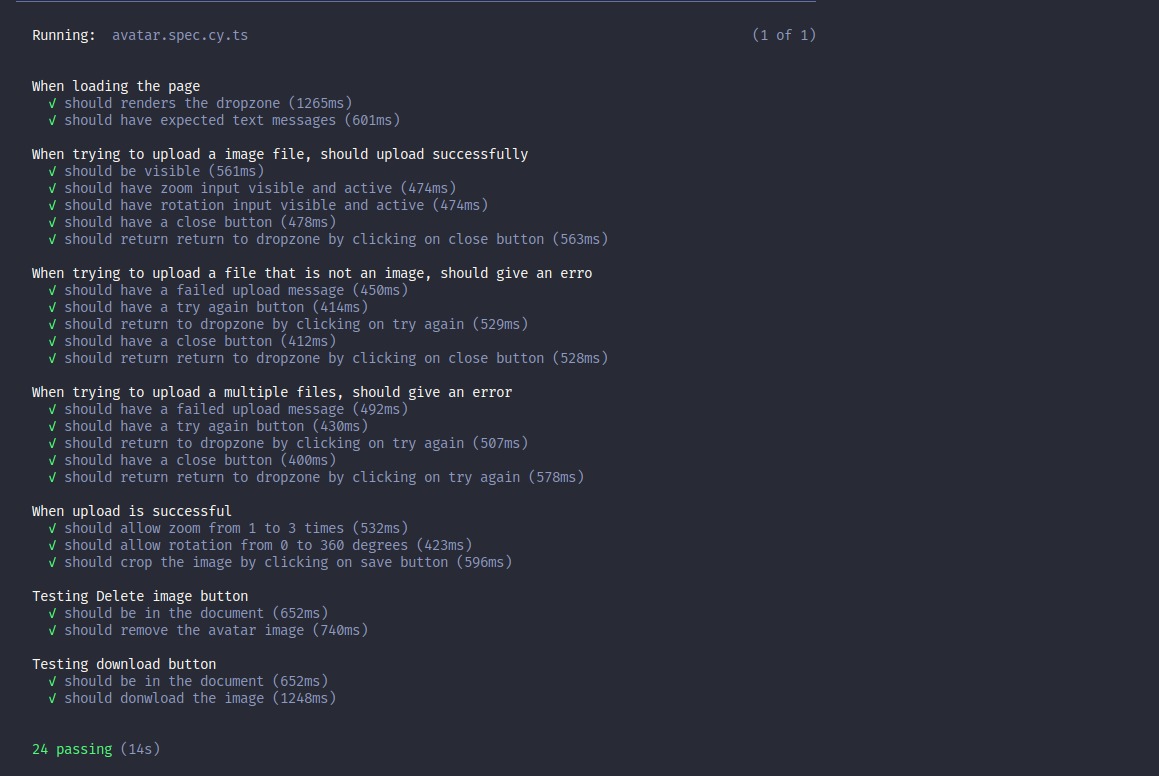 Running: avatar.spec.cy.ts (1 of 1)
When loading the page
✓ should renders the dropzone (1265ms)
✓ should have expected text messages (601ms)
When trying to upload a image file, should upload successfully
✓ should be visible (561ms)
✓ should have zoom input visible and active (474ms)
✓ should have rotation input visible and active (474ms)
✓ should have a close button (478ms)
✓ should return return to dropzone by clicking on close button (563ms)
When trying to upload a file that is not an image, should give an erro
✓ should have a failed upload message (450ms)
✓ should have a try again button (414ms)
✓ should return to dropzone by clicking on try again (529ms)
✓ should have a close button (412ms)
✓ should return return to dropzone by clicking on close button (528ms)
When trying to upload a multiple files, should give an error
✓ should have a failed upload message (492ms)
✓ should have a try again button (430ms)
✓ should return to dropzone by clicking on try again (507ms)
✓ should have a close button (400ms)
✓ should return return to dropzone by clicking on try again (578ms)
When upload is successful
✓ should allow zoom from 1 to 3 times (532ms)
✓ should allow rotation from 0 to 360 degrees (423ms)
✓ should crop the image by clicking on save button (596ms)
Testing Delete image button
✓ should be in the document (652ms)
✓ should remove the avatar image (740ms)
Testing download button
✓ should be in the document (652ms)
✓ should donwload the image (1248ms)
24 passing (14s)